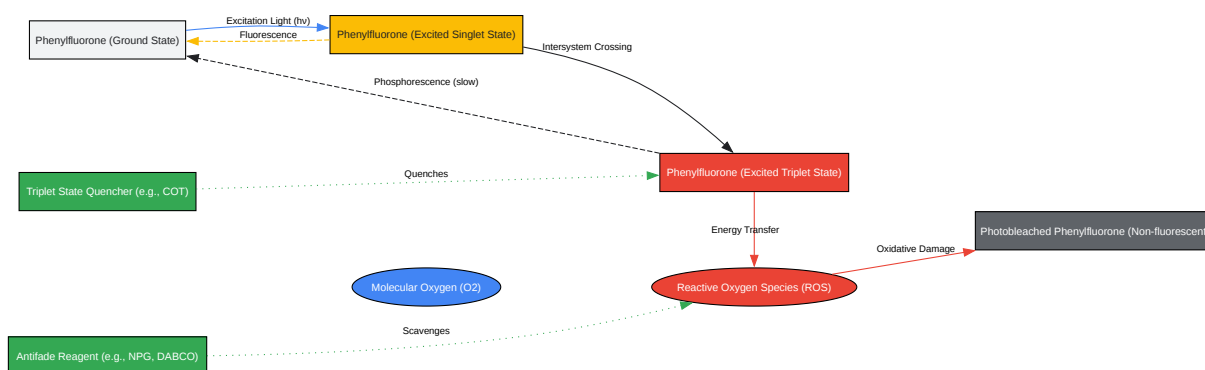 Excitation Light (hν)
Phenylfluorone (Ground State)
Fluorescence
Phenylfluorone (Excited Singlet State)
Intersystem Crossing
Phosphorescence (slow)
Phenylfluorone (Excited Triplet State)
Quenches
Triplet State Quencher (e.g., COT)
Energy Transfer
Photobleached Phenylfluorone (Non-fluorescent
Oxidative Damage
Molecular Oxygen (O2)
Reactive Oxygen Species (ROS)
Scavenges
Antifade Reagent (e.g., NPG, DABCO)